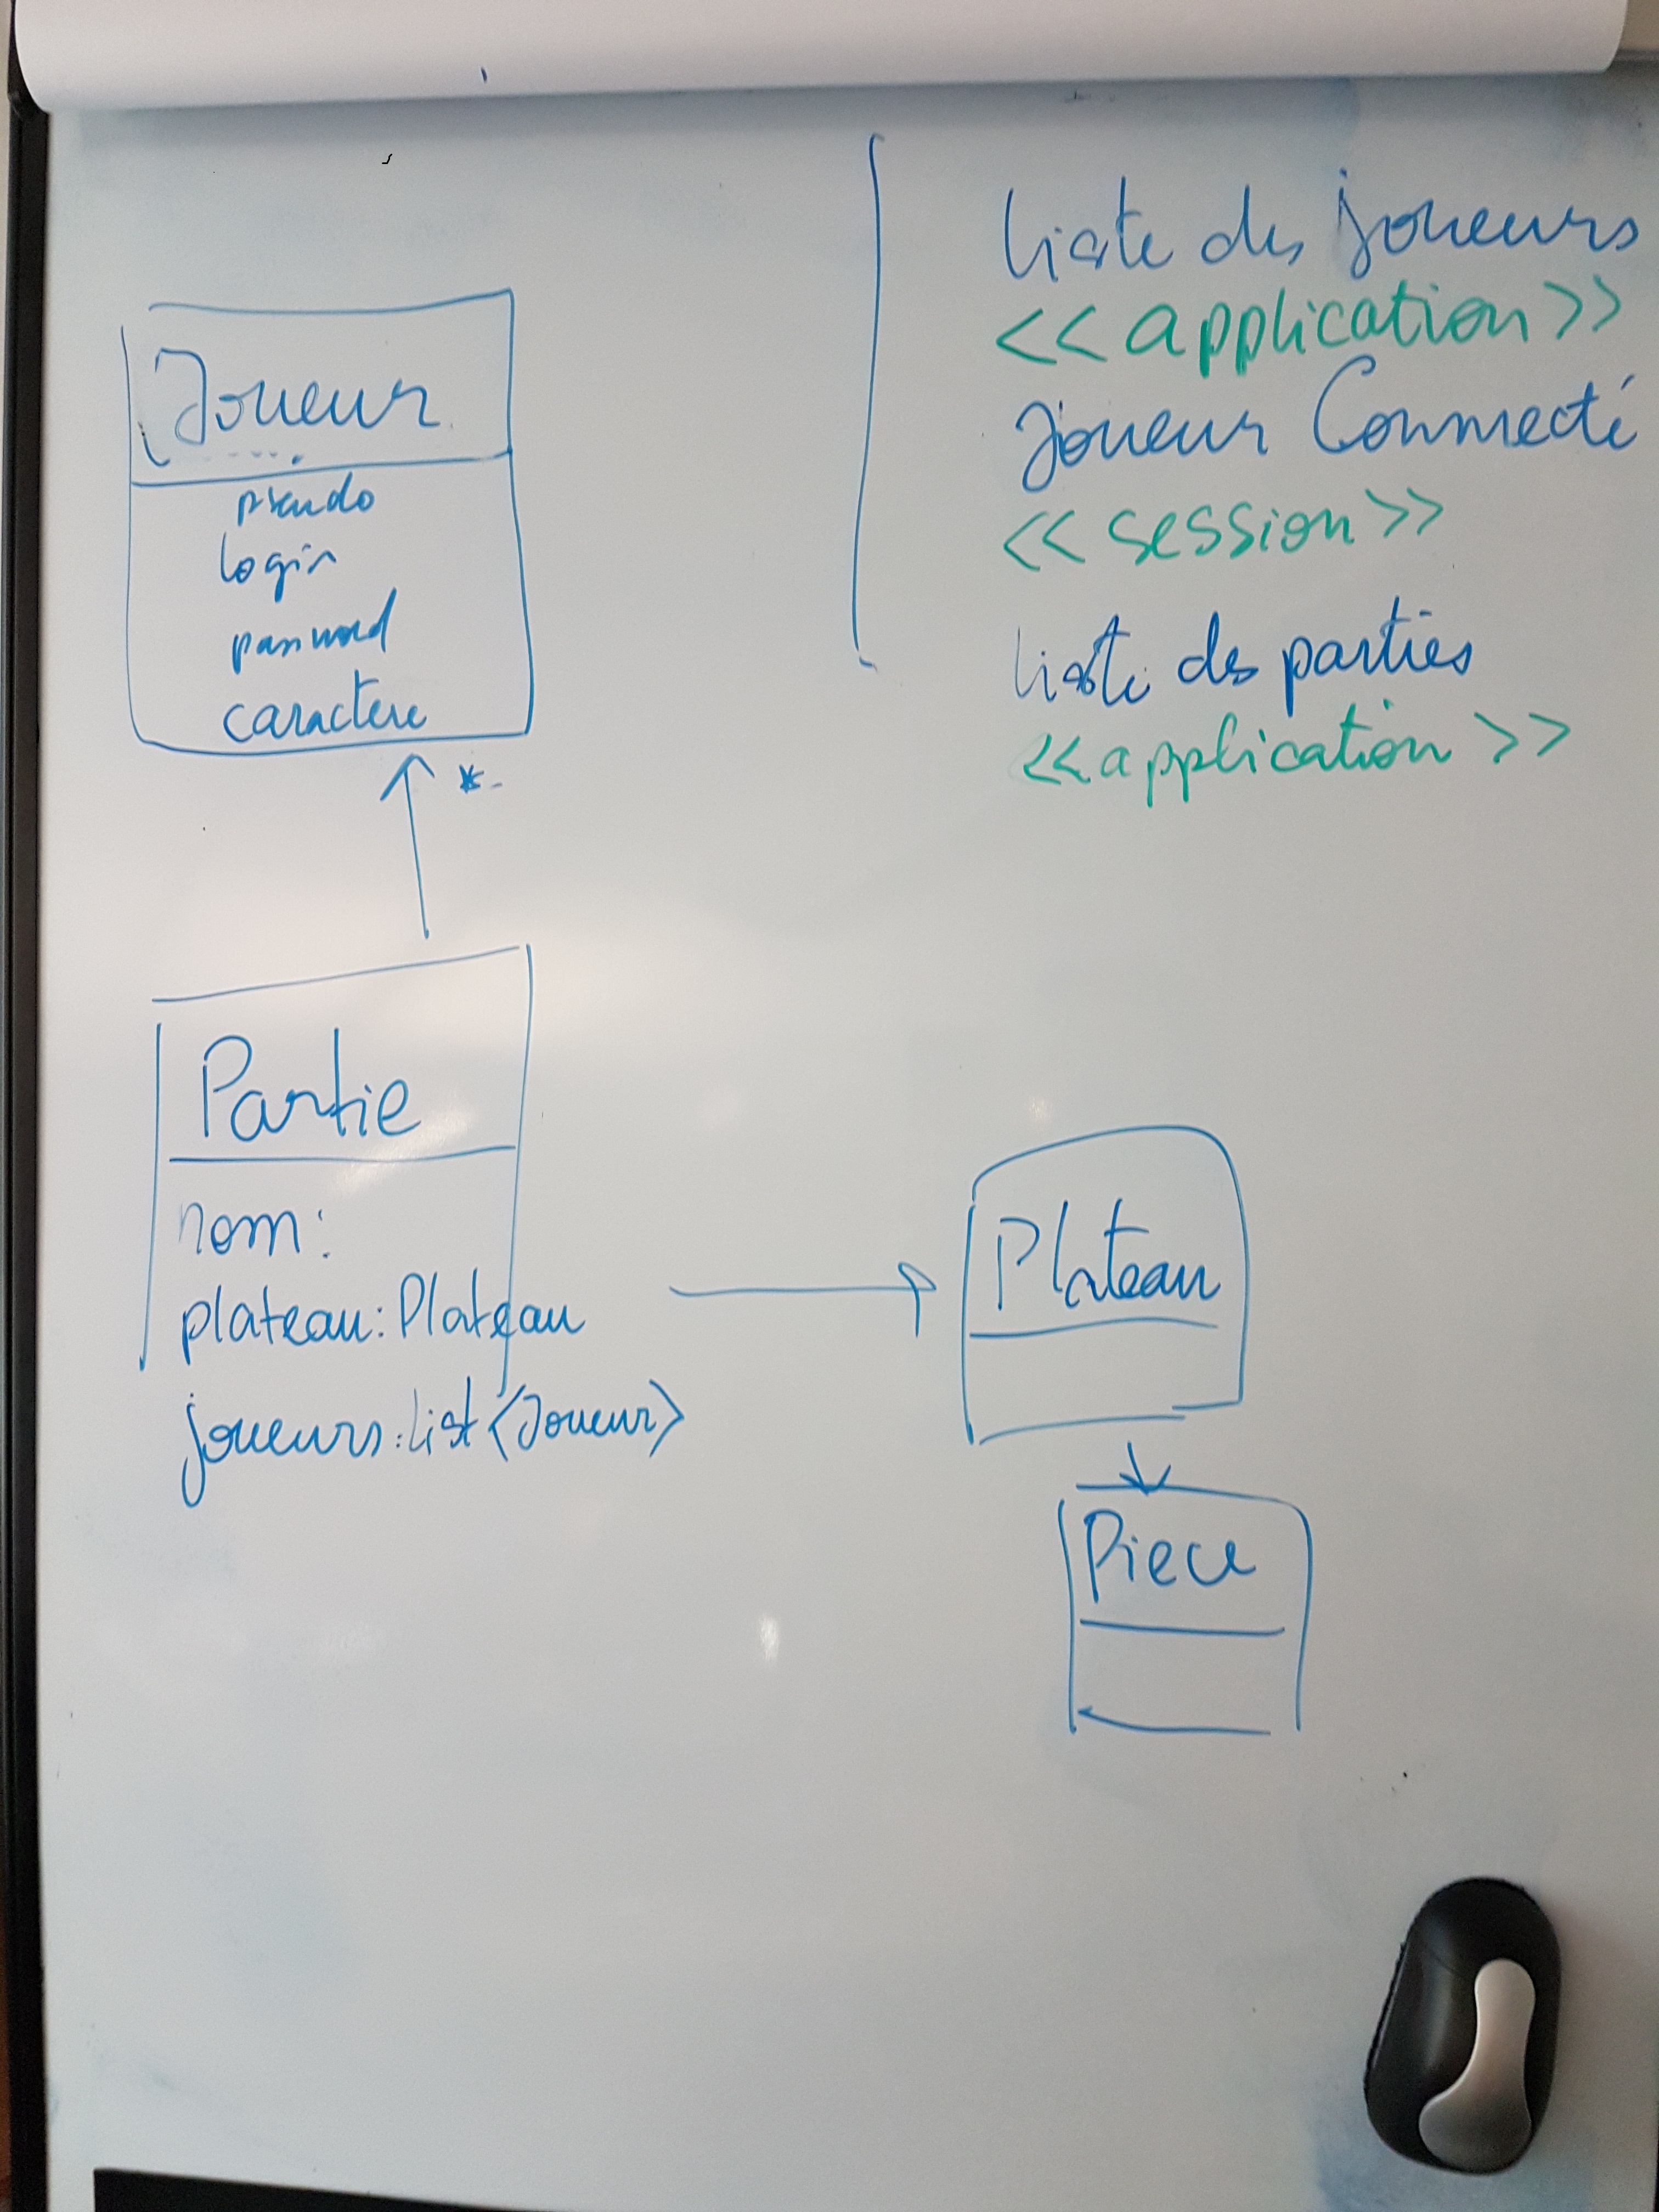 Joueur
pseudo
login
password
caractere
*
Partie
nom:
plateau: Plateau
joueurs: list <Joueur>
liste des joueurs
<< application >>
Joueur Connecté
<< session >>
liste des parties
<< application >>
Plateau
Piece